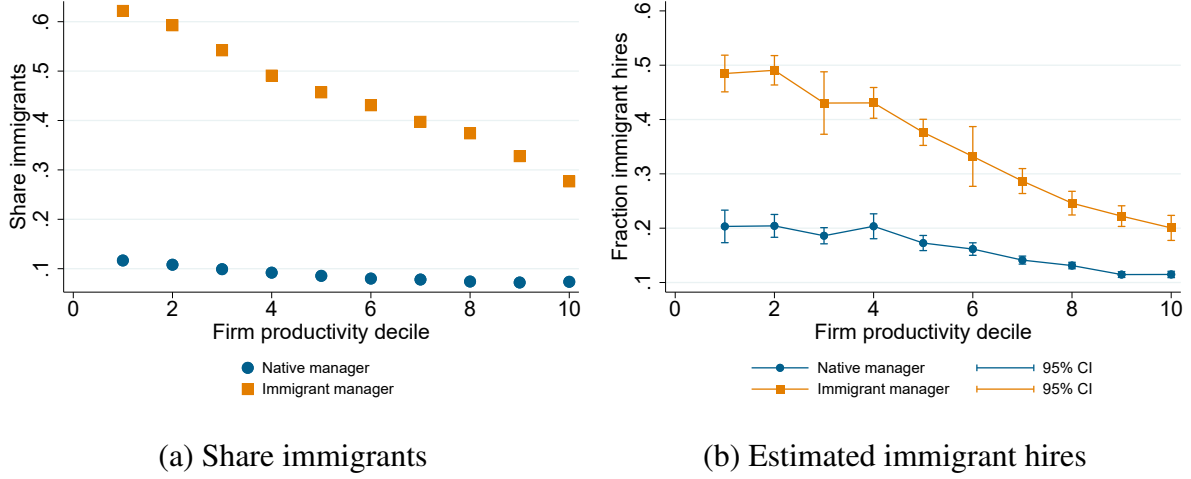 Share immigrants
.6
.5
.4
.3
.2
.1
0 2 4 6 8 10
Firm productivity decile
Native manager
Immigrant manager
(a) Share immigrants
Fraction immigrant hires
.6
.5
.4
.3
.2
.1
0 2 4 6 8 10
Firm productivity decile
Native manager 95% CI
Immigrant manager 95% CI
(b) Estimated immigrant hires